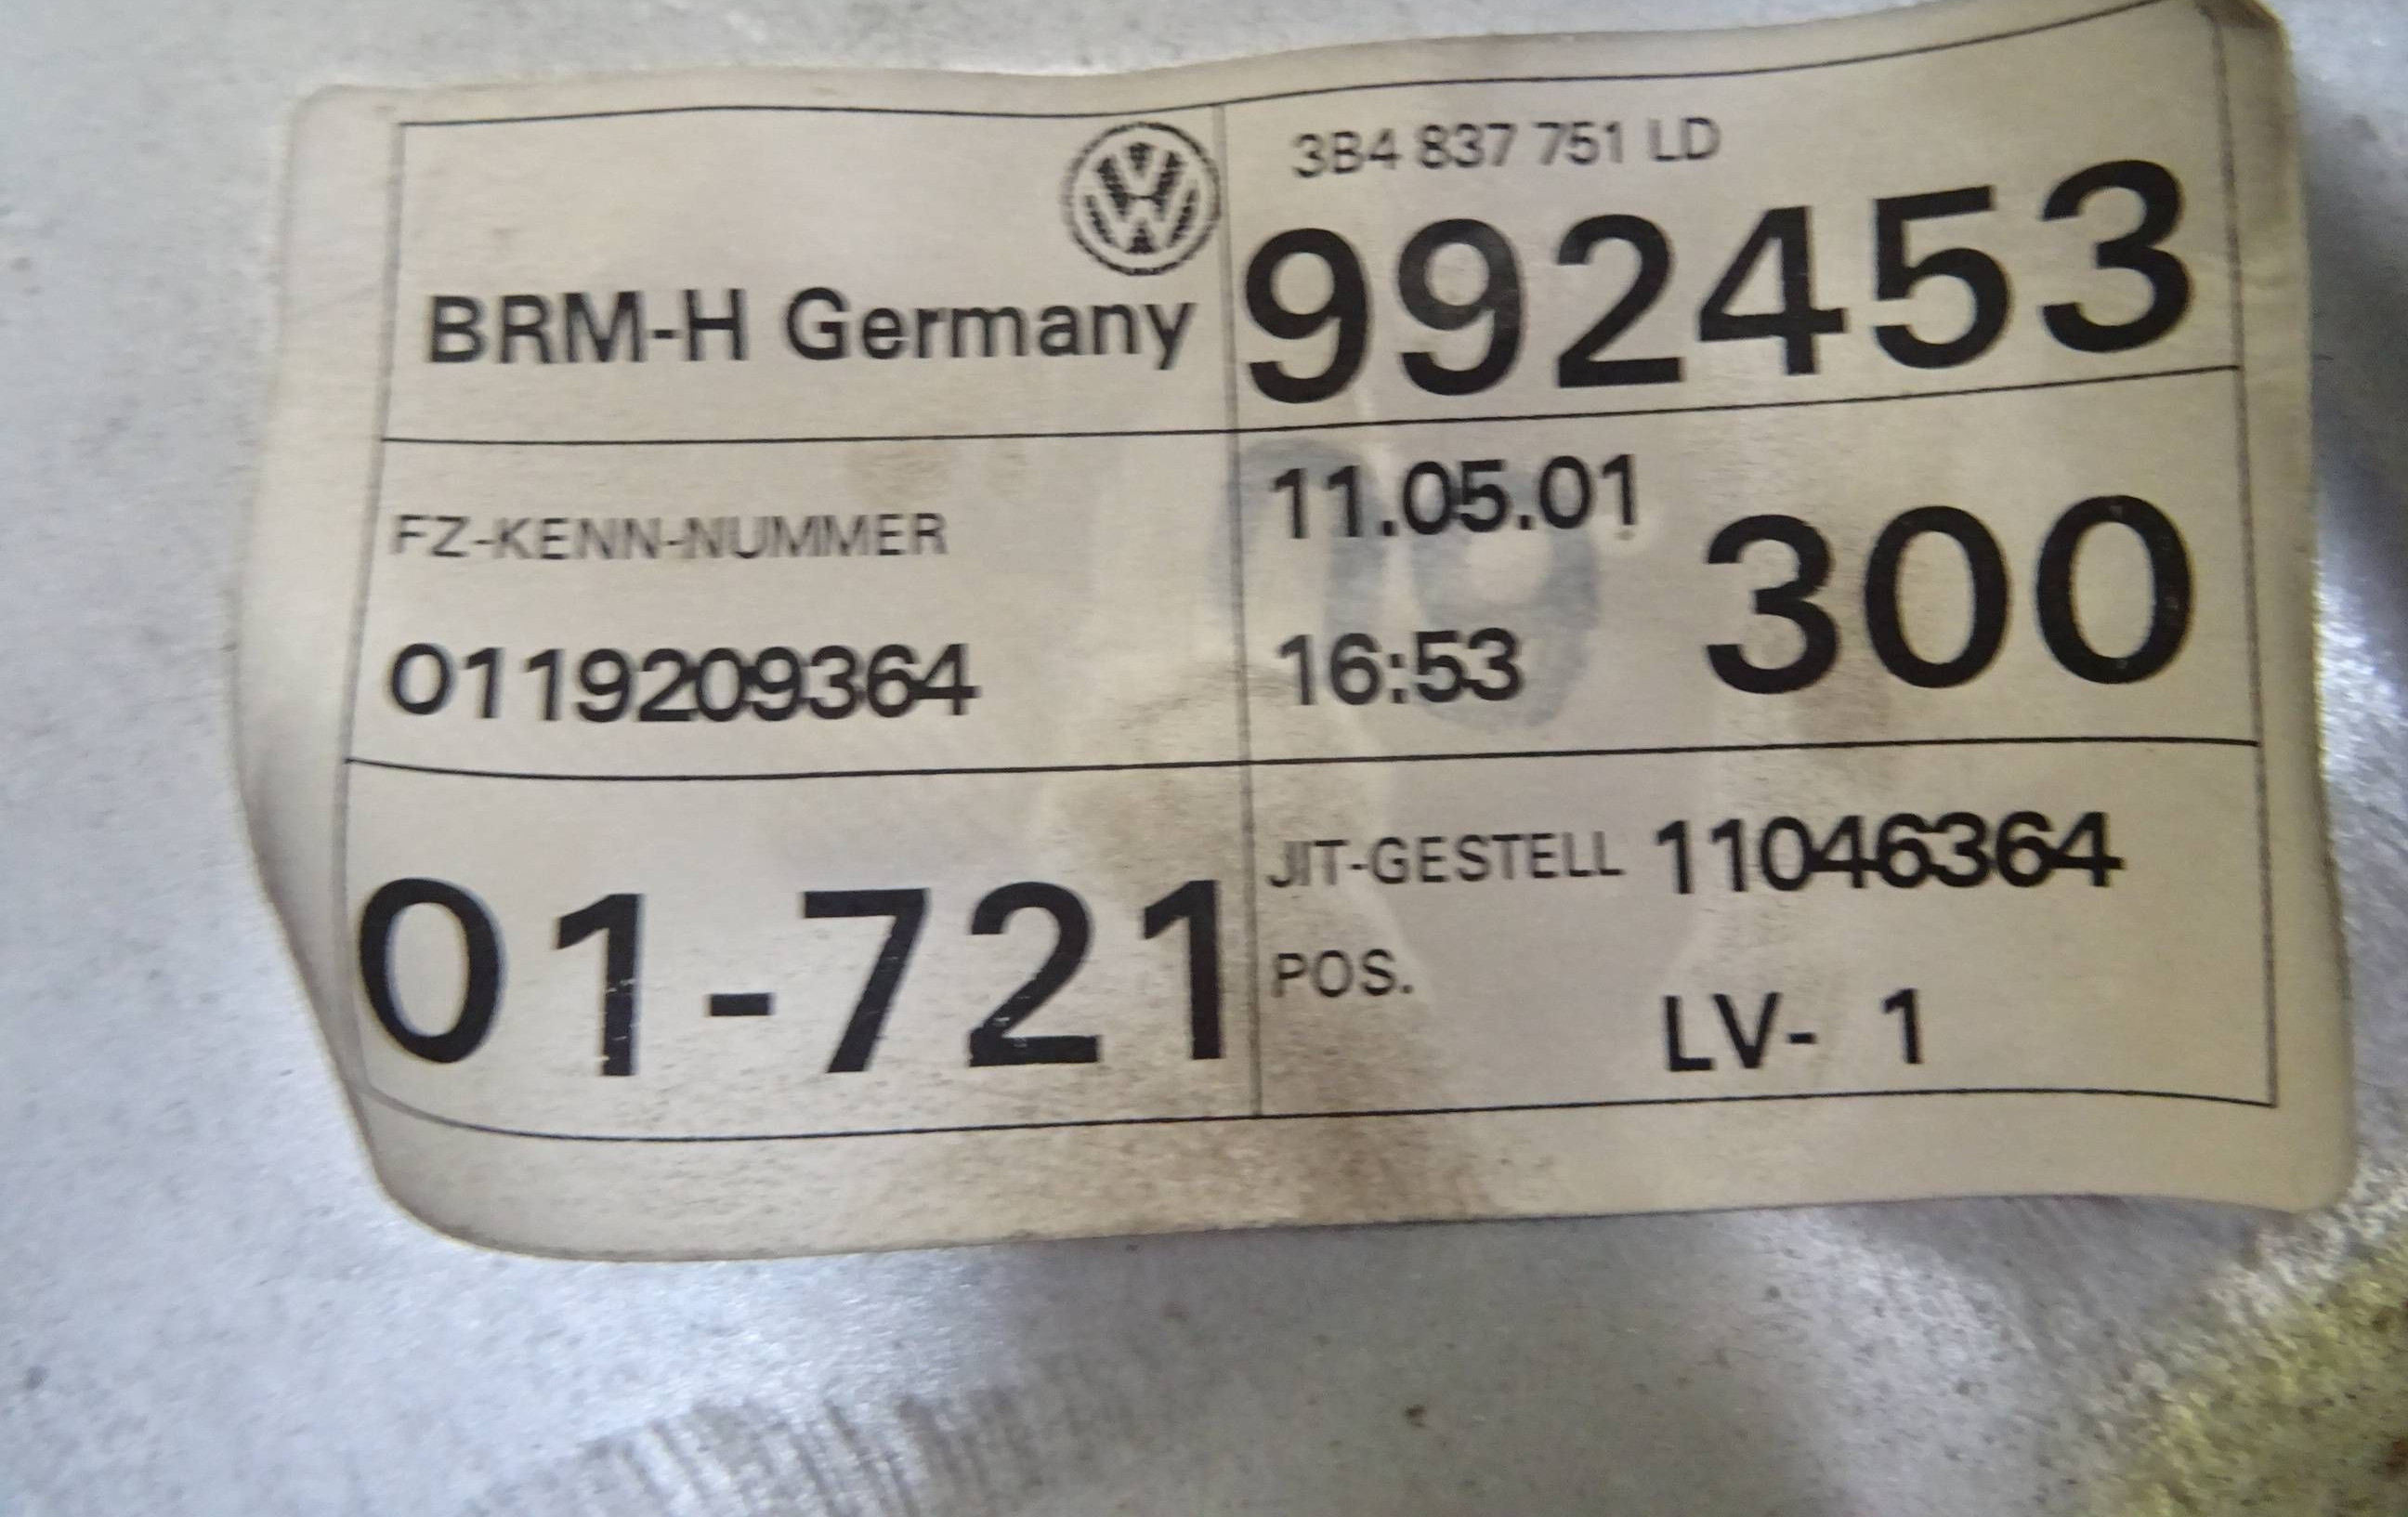 3B4 837 751 LD
BRM-H Germany
992453
FZ-KENN-NUMMER
0119209364
11.05.01
16:53
300
01-721
JIT-GESTELL 11046364
POS.
LV- 1